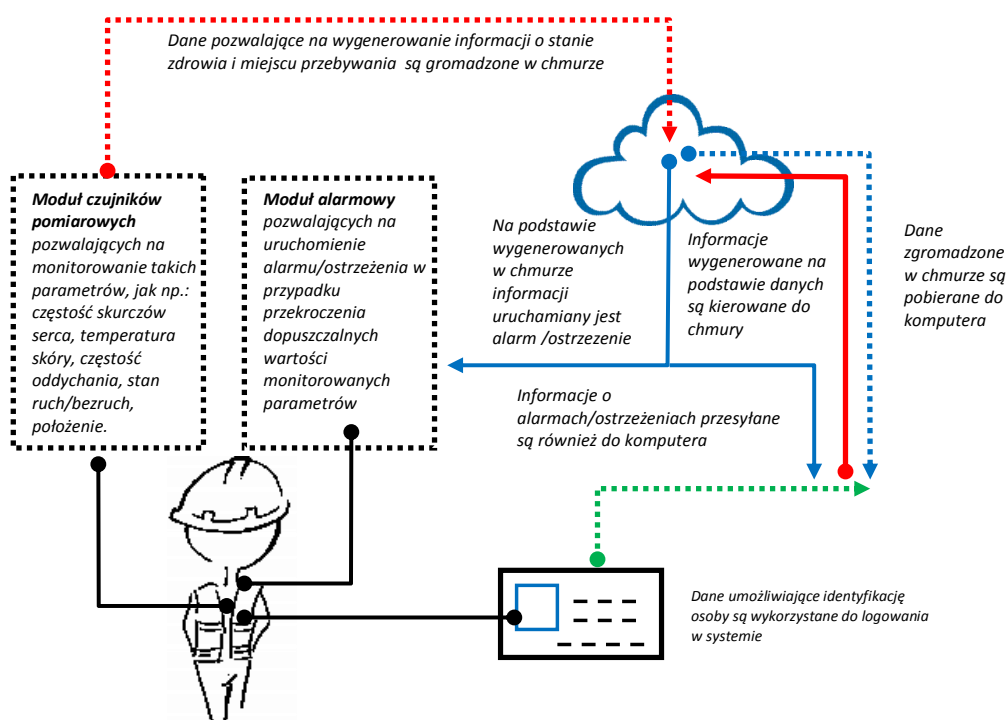 Dane pozwalające na wygenerowanie informacji o stanie
zdrowia i miejscu przebywania są gromadzone w chmurze
Moduł czujników
pomiarowych
pozwalających na
monitorowanie takich
parametrów, jak np.:
częstość skurczów
serca, temperatura
skóry, częstość
oddychania, stan
ruch/bezruch,
położenie.
Moduł alarmowy
pozwalających na
uruchomienie
alarmu/ostrzeżenia w
przypadku
przekroczenia
dopuszczalnych
wartości
monitorowanych
parametrów
Na podstawie
wygenerowanych
w chmurze
informacji
uruchamiany jest
alarm /ostrzezenie
Informacje
wygenerowane na
podstawie danych
są kierowane do
chmury
Dane
zgromadzone
w chmurze są
pobierane do
komputera
Informacje o
alarmach/ostrzeżeniach przesyłane
są również do komputera
Dane umożliwiające identyfikację
osoby są wykorzystane do logowania
w systemie